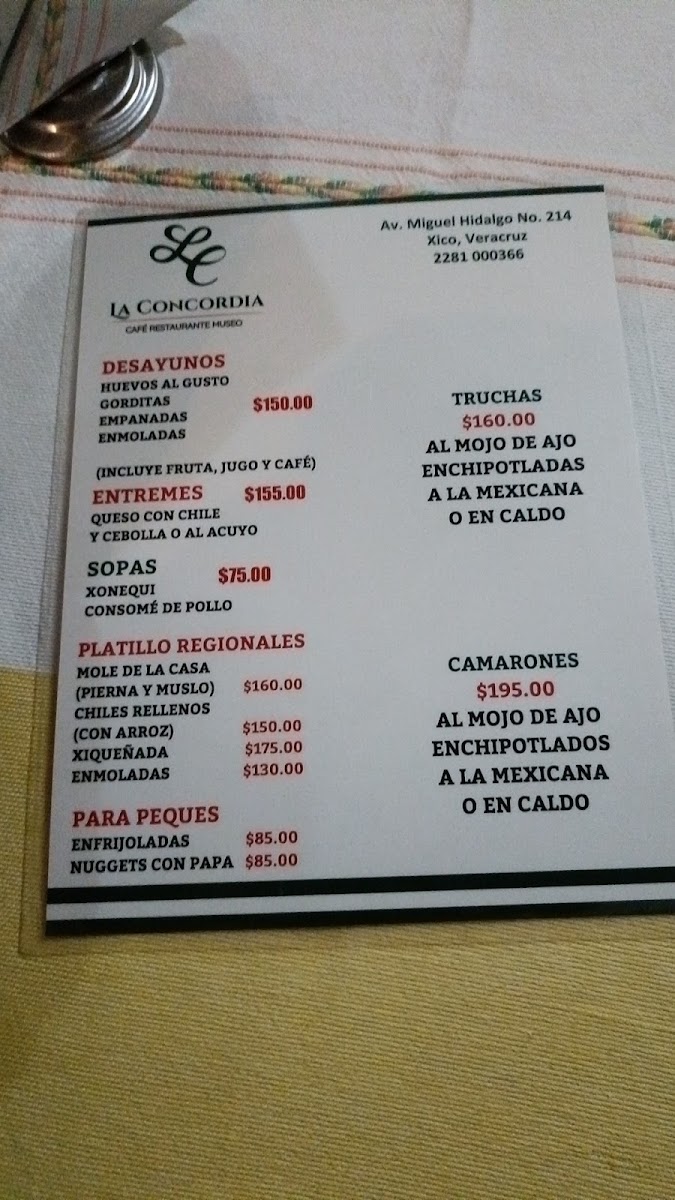 LC
LA CONCORDIA
CAFÉ RESTAURANTE MUSEO
Av. Miguel Hidalgo No. 214
Xico, Veracruz
2281 000366
DESAYUNOS
HUEVOS AL GUSTO
GORDITAS $150.00
EMPANADAS
ENMOLADAS
(INCLUYE FRUTA, JUGO Y CAFÉ)
ENTREMES $155.00
QUESO CON CHILE
Y CEBOLLA O AL ACUYO
SOPAS $75.00
XONEQUI
CONSOMÉ DE POLLO
PLATILLO REGIONALES
MOLE DE LA CASA
(PIERNA Y MUSLO) $160.00
CHILES RELLENOS
(CON ARROZ) $150.00
XIQUEÑADA $175.00
ENMOLADAS $130.00
PARA PEQUES
ENFRIJOLADAS $85.00
NUGGETS CON PAPA $85.00
TRUCHAS
$160.00
AL MOJO DE AJO
ENCHIPOTLADAS
A LA MEXICANA
O EN CALDO
CAMARONES
$195.00
AL MOJO DE AJO
ENCHIPOTLADOS
A LA MEXICANA
O EN CALDO